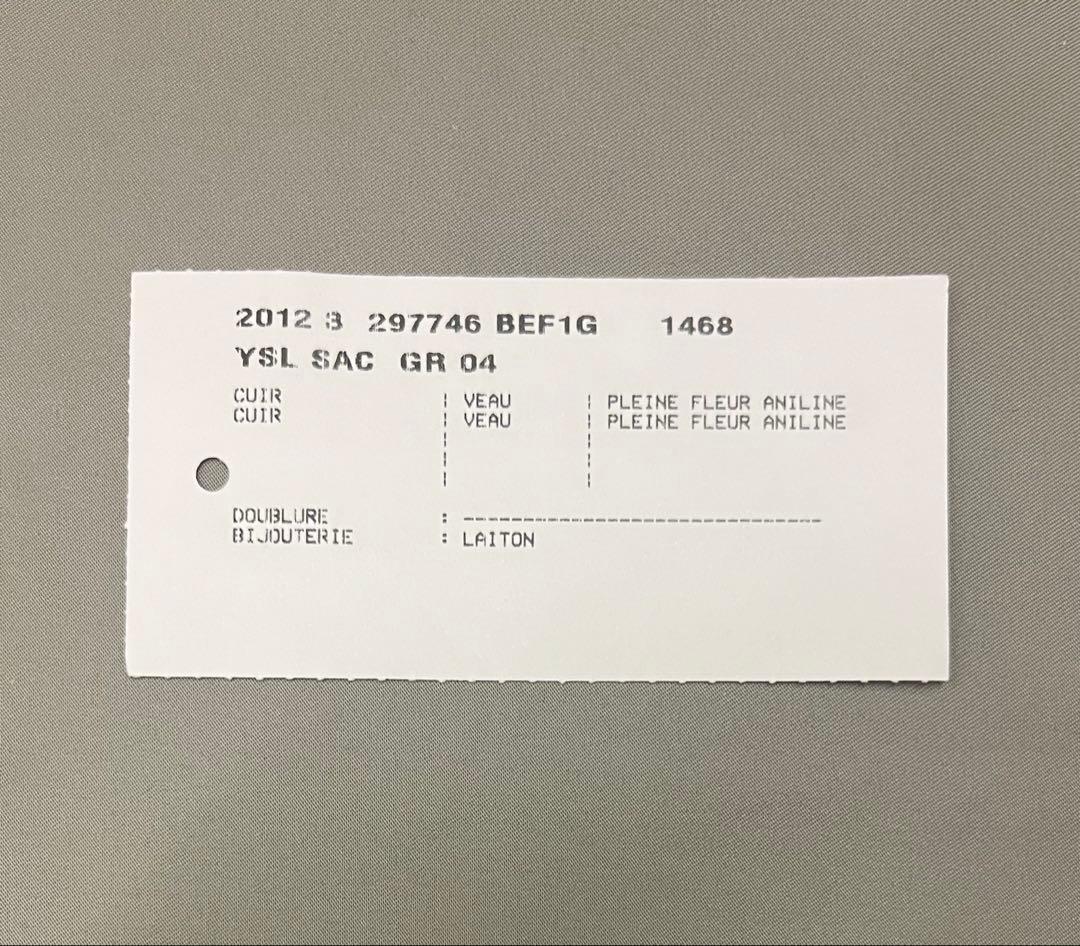 2012 3 297746 BEF1G 1468
YSL SAC GR 04
CUIR ¦ VEAU ¦ PLEINE FLEUR ANILINE
CUIR ¦ VEAU ¦ PLEINE FLEUR ANILINE
DOUBLURE : ------------------------------
BIJOUTERIE : LAITON